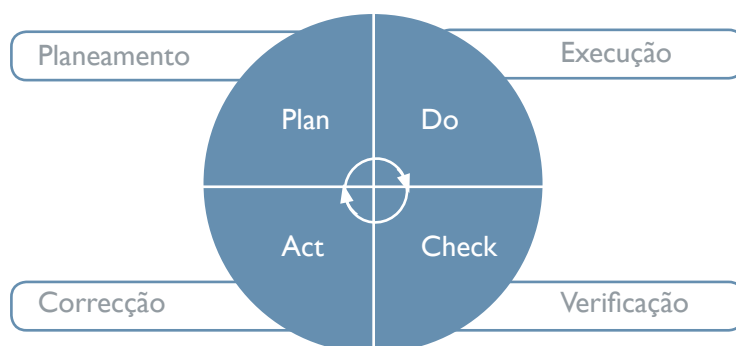 Planeamento
Execução
Plan
Do
Act
Check
Correcção
Verificação